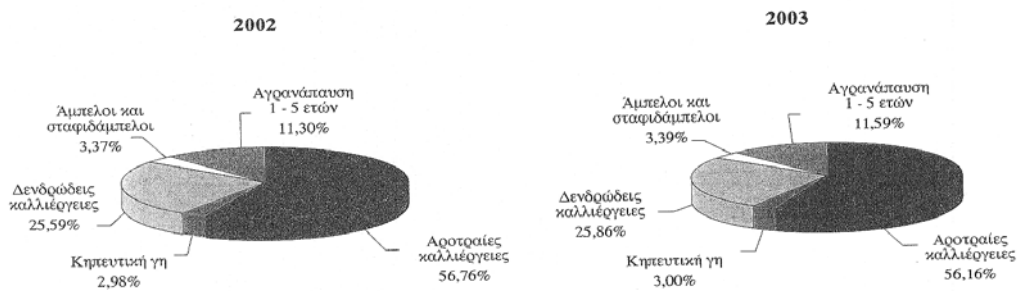 2002
Αγρανάπαυση
1 - 5 ετών
11,30%
Άμπελοι και
σταφιδάμπελοι
3,37%
Δενδρώδεις
καλλιέργειες
25,59%
Κηπευτική γη
2,98%
Αροτραίες
καλλιέργειες
56,76%
2003
Αγρανάπαυση
1 - 5 ετών
11,59%
Άμπελοι και
σταφιδάμπελοι
3,39%
Δενδρώδεις
καλλιέργειες
25,86%
Κηπευτική γη
3,00%
Αροτραίες
καλλιέργειες
56,16%